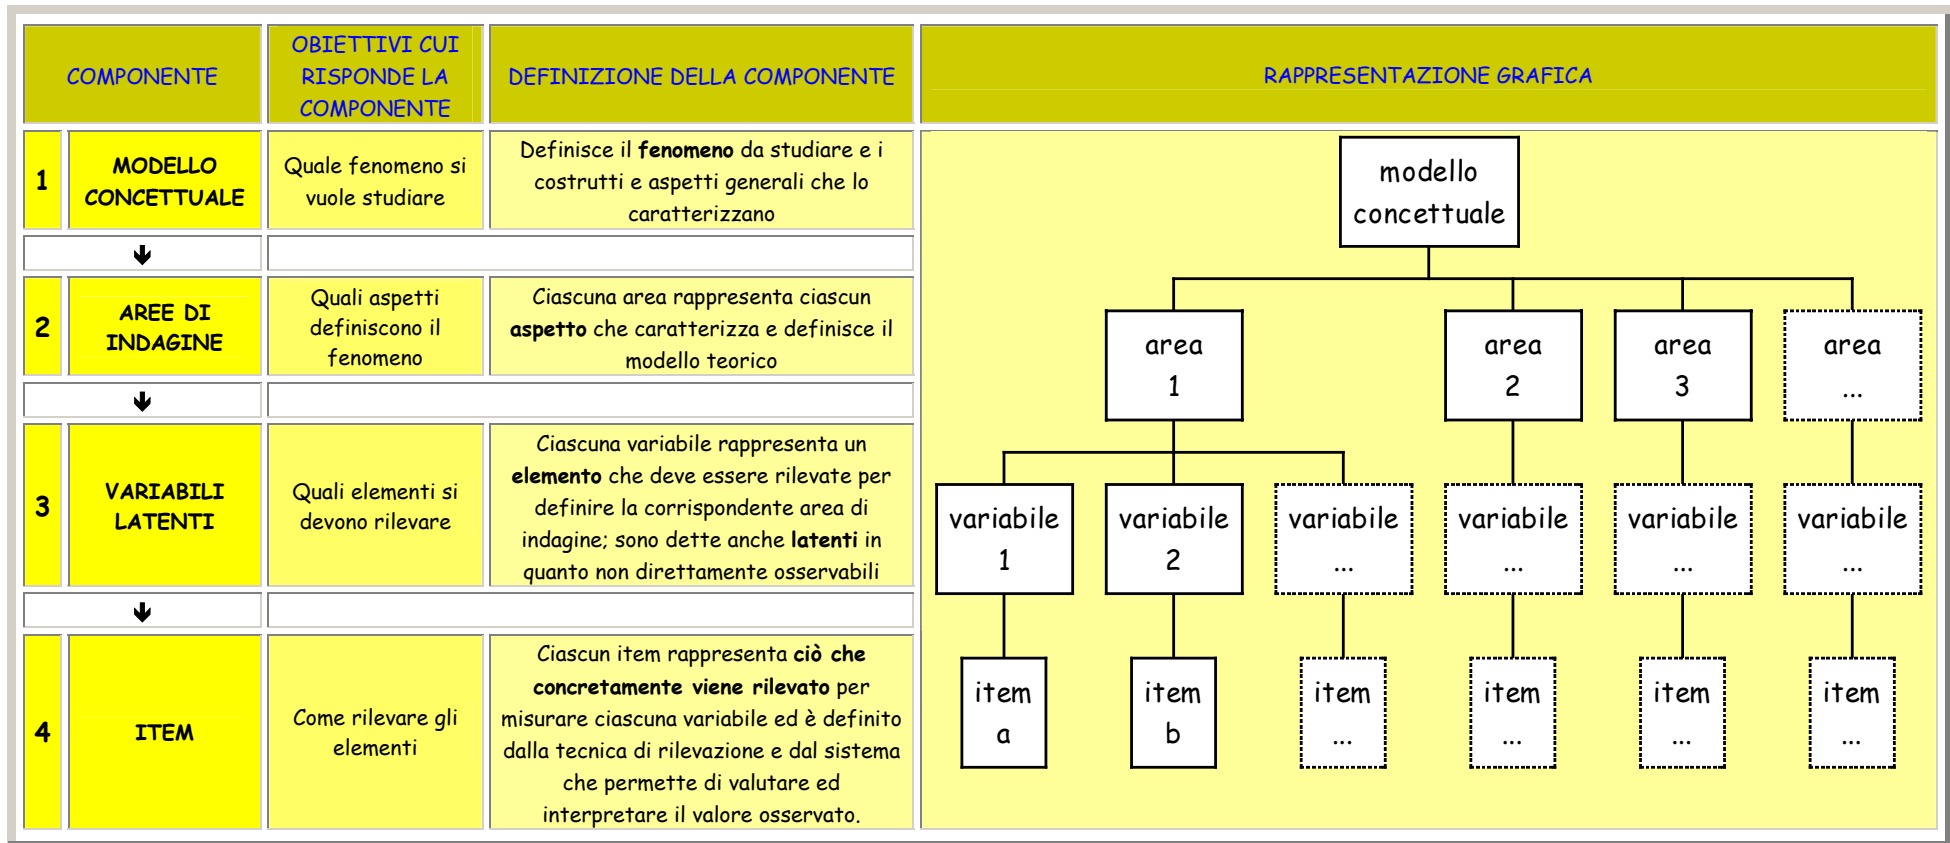 COMPONENTE
OBIETTIVI CUI
RISPONDE LA
COMPONENTE
DEFINIZIONE DELLA COMPONENTE
RAPPRESENTAZIONE GRAFICA
1
MODELLO
CONCETTUALE
Quale fenomeno si
vuole studiare
Definisce il fenomeno da studiare e i
costrutti e aspetti generali che lo
caratterizzano
2
AREE DI
INDAGINE
Quali aspetti
definiscono il
fenomeno
Ciascuna area rappresenta ciascun
aspetto che caratterizza e definisce il
modello teorico
3
VARIABILI
LATENTI
Quali elementi si
devono rilevare
Ciascuna variabile rappresenta un
elemento che deve essere rilevate per
definire la corrispondente area di
indagine; sono dette anche latenti in
quanto non direttamente osservabili
4
ITEM
Come rilevare gli
elementi
Ciascun item rappresenta ciò che
concretamente viene rilevato per
misurare ciascuna variabile ed è definito
dalla tecnica di rilevazione e dal sistema
che permette di valutare ed
interpretare il valore osservato.
modello
concettuale
area
1
area
2
area
3
area
...
variabile
1
variabile
2
variabile
...
variabile
...
variabile
...
variabile
...
item
a
item
b
item
...
item
...
item
...
item
...